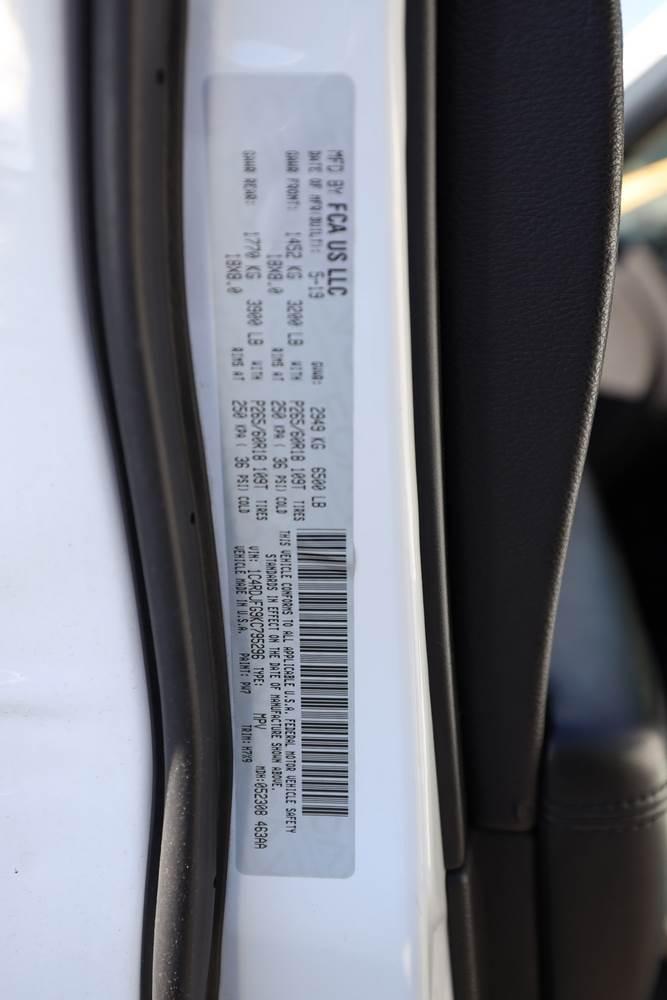 MFD BY FCA US LLC
DATE OF MFR(BUILT): 5-19 GVWR: 2949 KG 6500 LB
GAWR FRONT: 1452 KG 3200 LB WITH P265/60R18 109T TIRES
18X8.0 RIMS AT 250 KPA ( 36 PSI) COLD
GAWR REAR: 1770 KG 3900 LB WITH P265/60R18 109T TIRES
18X8.0 RIMS AT 250 KPA ( 36 PSI) COLD
THIS VEHICLE CONFORMS TO ALL APPLICABLE U.S.A. FEDERAL MOTOR VEHICLE SAFETY
STANDARDS IN EFFECT ON THE DATE OF MANUFACTURE SHOWN ABOVE.
VIN: 1C4RDJFG9KC795296 TYPE: MPV MDH:052308 463AA
VEHICLE MADE IN U.S.A. PAINT: PW7 TRIM: H7X9